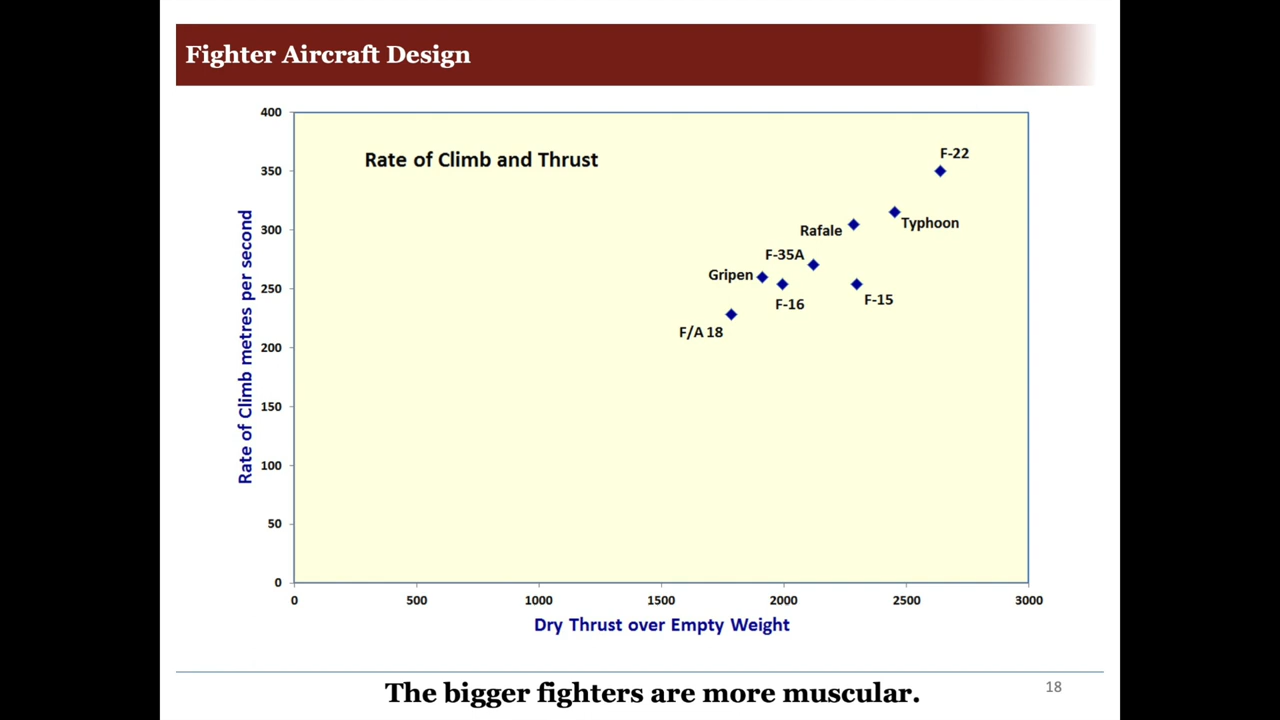 Fighter Aircraft Design
Rate of Climb and Thrust
Rate of Climb metres per second
400
350
300
250
200
150
100
50
0
F-22
Typhoon
Rafale
F-35A
Gripen
F-16
F-15
F/A 18
0 500 1000 1500 2000 2500 3000
Dry Thrust over Empty Weight
The bigger fighters are more muscular.
18